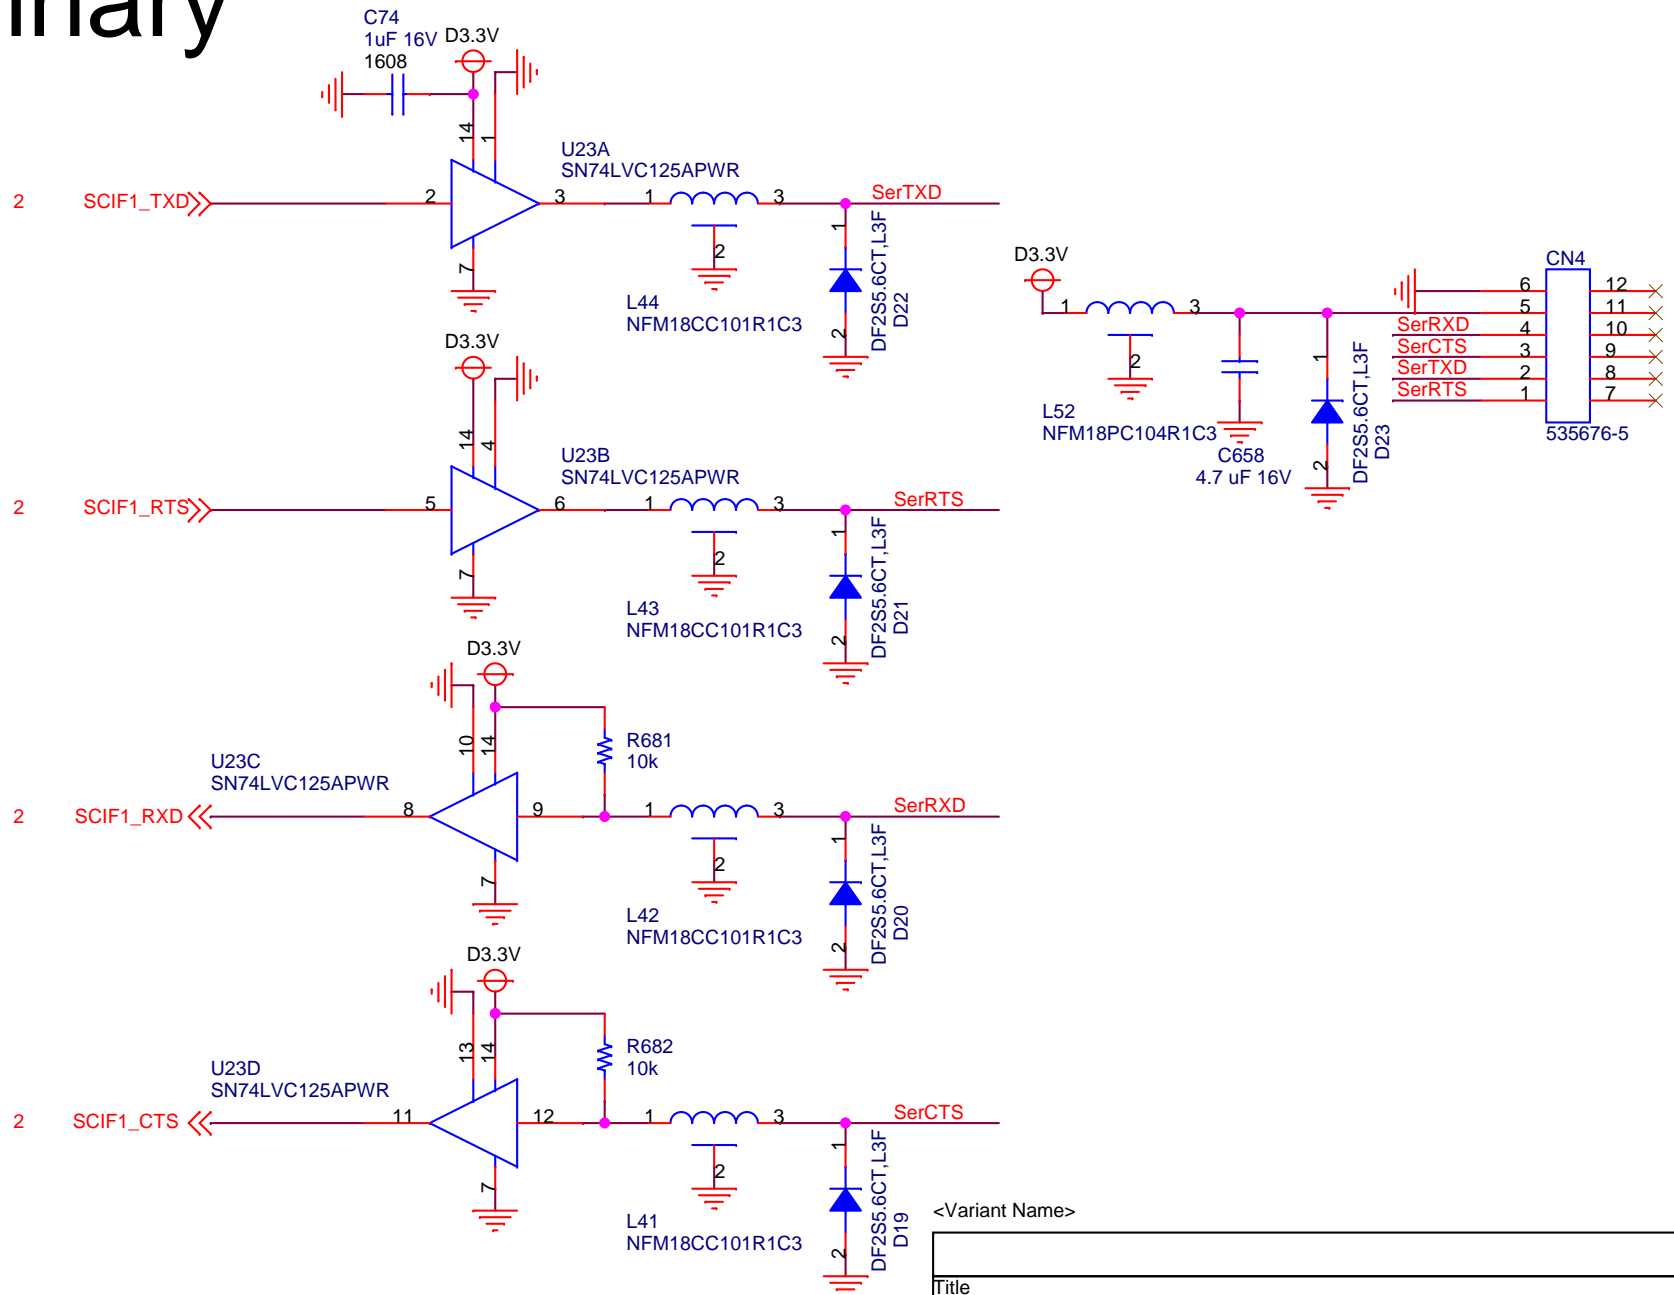 inary
C74
1uF 16V
1608
D3.3V
14
1
U23A
SN74LVC125APWR
2
SCIF1_TXD
2
3
1
3
SerTXD
7
2
L44
NFM18CC101R1C3
1
2
DF2S5.6CT,L3F
D22
D3.3V
14
4
U23B
SN74LVC125APWR
2
SCIF1_RTS
5
6
1
3
SerRTS
7
2
L43
NFM18CC101R1C3
1
2
DF2S5.6CT,L3F
D21
D3.3V
10
14
R681
10k
U23C
SN74LVC125APWR
2
SCIF1_RXD
8
9
1
3
SerRXD
7
2
L42
NFM18CC101R1C3
1
2
DF2S5.6CT,L3F
D20
D3.3V
13
14
R682
10k
U23D
SN74LVC125APWR
2
SCIF1_CTS
11
12
1
3
SerCTS
7
2
L41
NFM18CC101R1C3
1
2
DF2S5.6CT,L3F
D19
D3.3V
1
3
2
L52
NFM18PC104R1C3
C658
4.7 uF 16V
1
2
DF2S5.6CT,L3F
D23
CN4
6
12
5
11
SerRXD
4
10
SerCTS
3
9
SerTXD
2
8
SerRTS
1
7
535676-5
<Variant Name>
Title